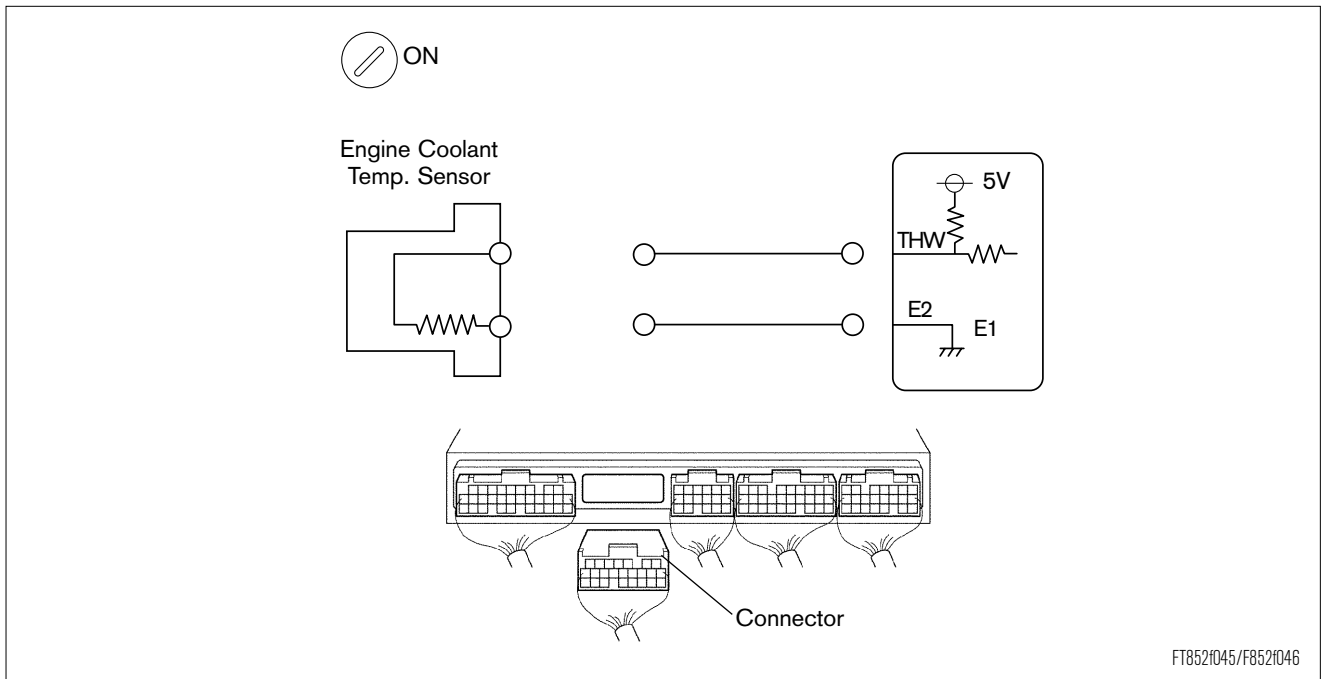 ON
Engine Coolant
Temp. Sensor
5V
THW
E2
E1
Connector
FT852f045/F852f046